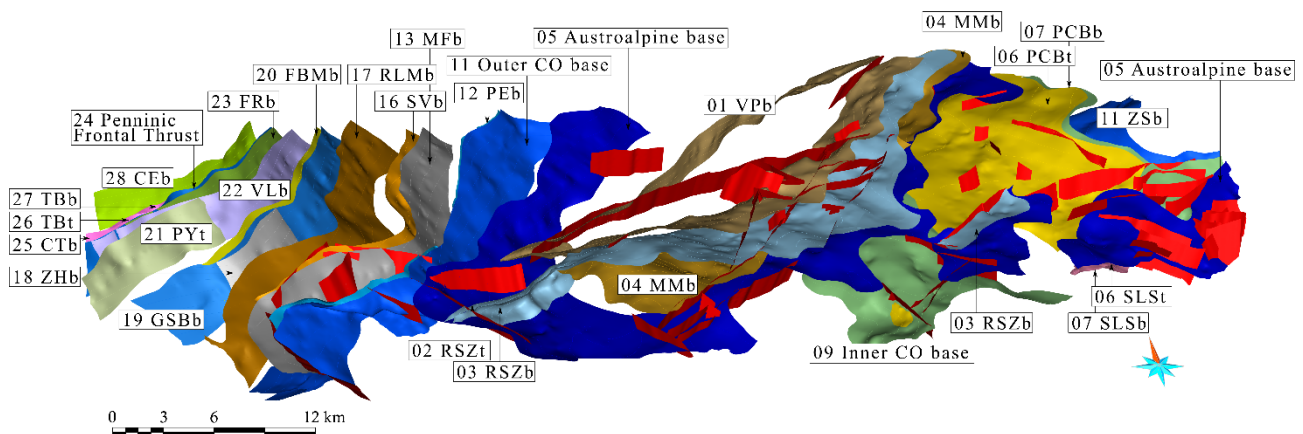 04 MMb
13 MFb
05 Austroalpine base
07 PCBb
20 FBMb
17 RLMb
11 Outer CO base
06 PCBt
05 Austroalpine base
23 FRb
16 SVb
12 PEb
01 VPb
24 Penninic
Frontal Thrust
11 ZSb
28 CEb
22 VLb
27 TBb
26 TBt
21 PYt
25 CTb
18 ZHb
04 MMb
19 GSBb
06 SLSt
02 RSZt
03 RSZb
07 SLSb
03 RSZb
09 Inner CO base
0 3 6 12 km